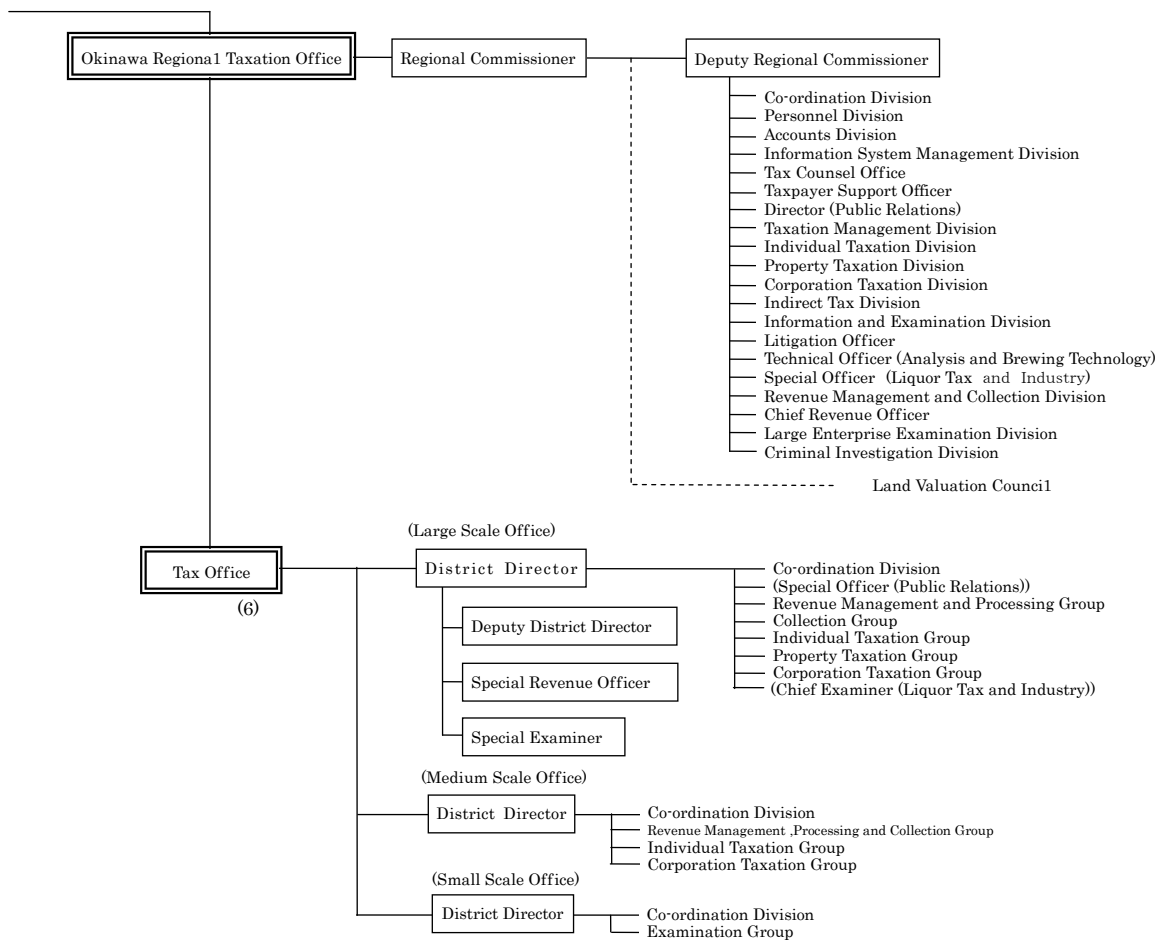 Okinawa Regiona1 Taxation Office
Regional Commissioner
Deputy Regional Commissioner
Co-ordination Division
Personnel Division
Accounts Division
Information System Management Division
Tax Counsel Office
Taxpayer Support Officer
Director (Public Relations)
Taxation Management Division
Individual Taxation Division
Property Taxation Division
Corporation Taxation Division
Indirect Tax Division
Information and Examination Division
Litigation Officer
Technical Officer (Analysis and Brewing Technology)
Special Officer (Liquor Tax and Industry)
Revenue Management and Collection Division
Chief Revenue Officer
Large Enterprise Examination Division
Criminal Investigation Division
Land Valuation Counci1
Tax Office
(6)
(Large Scale Office)
District Director
Deputy District Director
Special Revenue Officer
Special Examiner
Co-ordination Division
(Special Officer (Public Relations))
Revenue Management and Processing Group
Collection Group
Individual Taxation Group
Property Taxation Group
Corporation Taxation Group
(Chief Examiner (Liquor Tax and Industry))
(Medium Scale Office)
District Director
Co-ordination Division
Revenue Management ,Processing and Collection Group
Individual Taxation Group
Corporation Taxation Group
(Small Scale Office)
District Director
Co-ordination Division
Examination Group